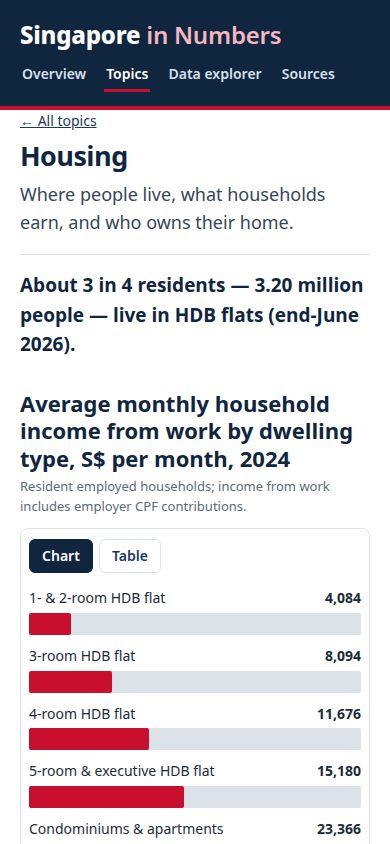 Singapore in Numbers
Overview Topics Data explorer Sources
← All topics
Housing
Where people live, what households
earn, and who owns their home.
About 3 in 4 residents — 3.20 million
people — live in HDB flats (end-June
2026).
Average monthly household
income from work by dwelling
type, S$ per month, 2024
Resident employed households; income from work
includes employer CPF contributions.
Chart Table
1- & 2-room HDB flat 4,084
3-room HDB flat 8,094
4-room HDB flat 11,676
5-room & executive HDB flat 15,180
Condominiums & apartments 23,366